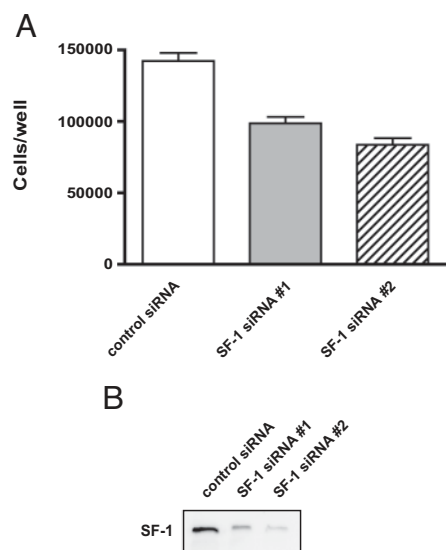 A
Cells/well
150000
100000
50000
0
control siRNA
SF-1 siRNA #1
SF-1 siRNA #2
B
control siRNA
SF-1 siRNA #1
SF-1 siRNA #2
SF-1